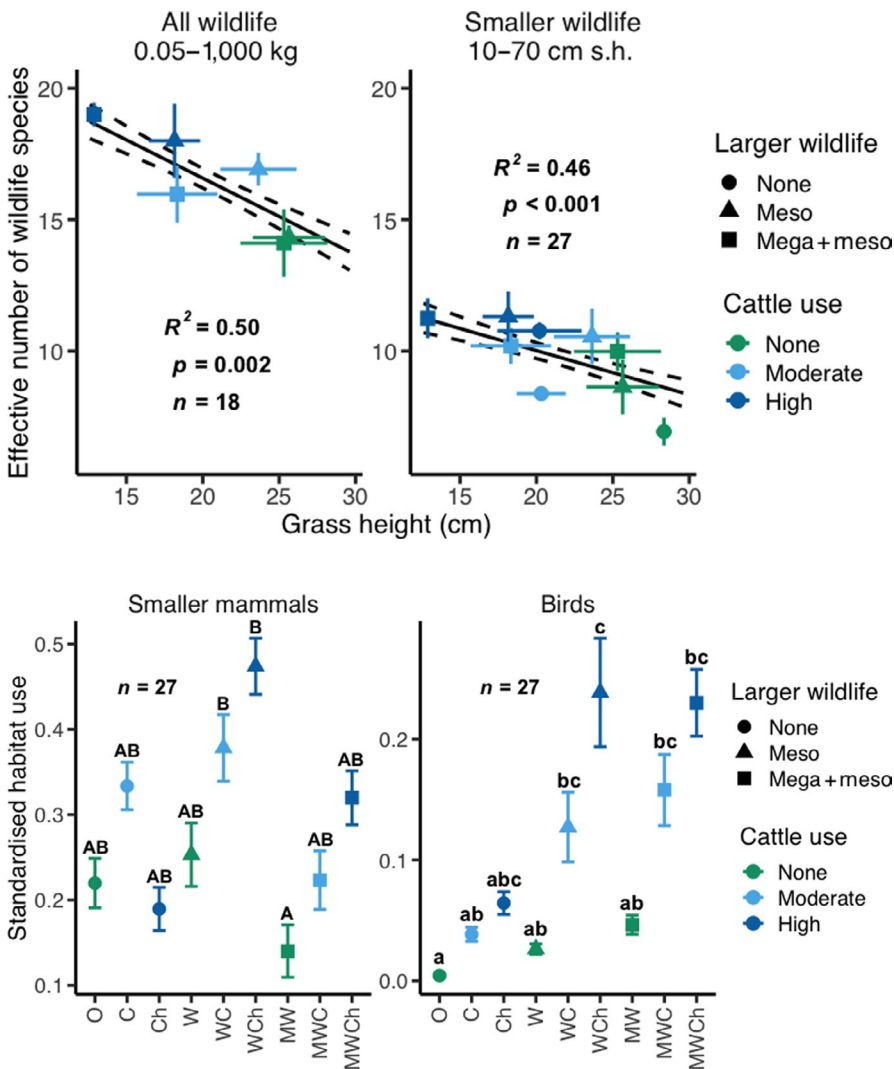 All wildlife
0.05–1,000 kg
Smaller wildlife
10–70 cm s.h.
Effective number of wildlife species
20
15
10
R² = 0.50
p = 0.002
n = 18
15
20
25
30
20
15
10
R² = 0.46
p < 0.001
n = 27
15
20
25
30
Grass height (cm)
Larger wildlife
None
Meso
Mega+meso
Cattle use
None
Moderate
High
Smaller mammals
Standardised habitat use
0.5
0.4
0.3
0.2
0.1
n = 27
AB
AB
AB
AB
B
B
A
AB
AB
O
C
Ch
W
WC
WCh
MW
MWC
MWCh
Birds
0.2
0.1
0.0
n = 27
a
ab
abc
ab
bc
c
ab
bc
bc
O
C
Ch
W
WC
WCh
MW
MWC
MWCh
Larger wildlife
None
Meso
Mega+meso
Cattle use
None
Moderate
High